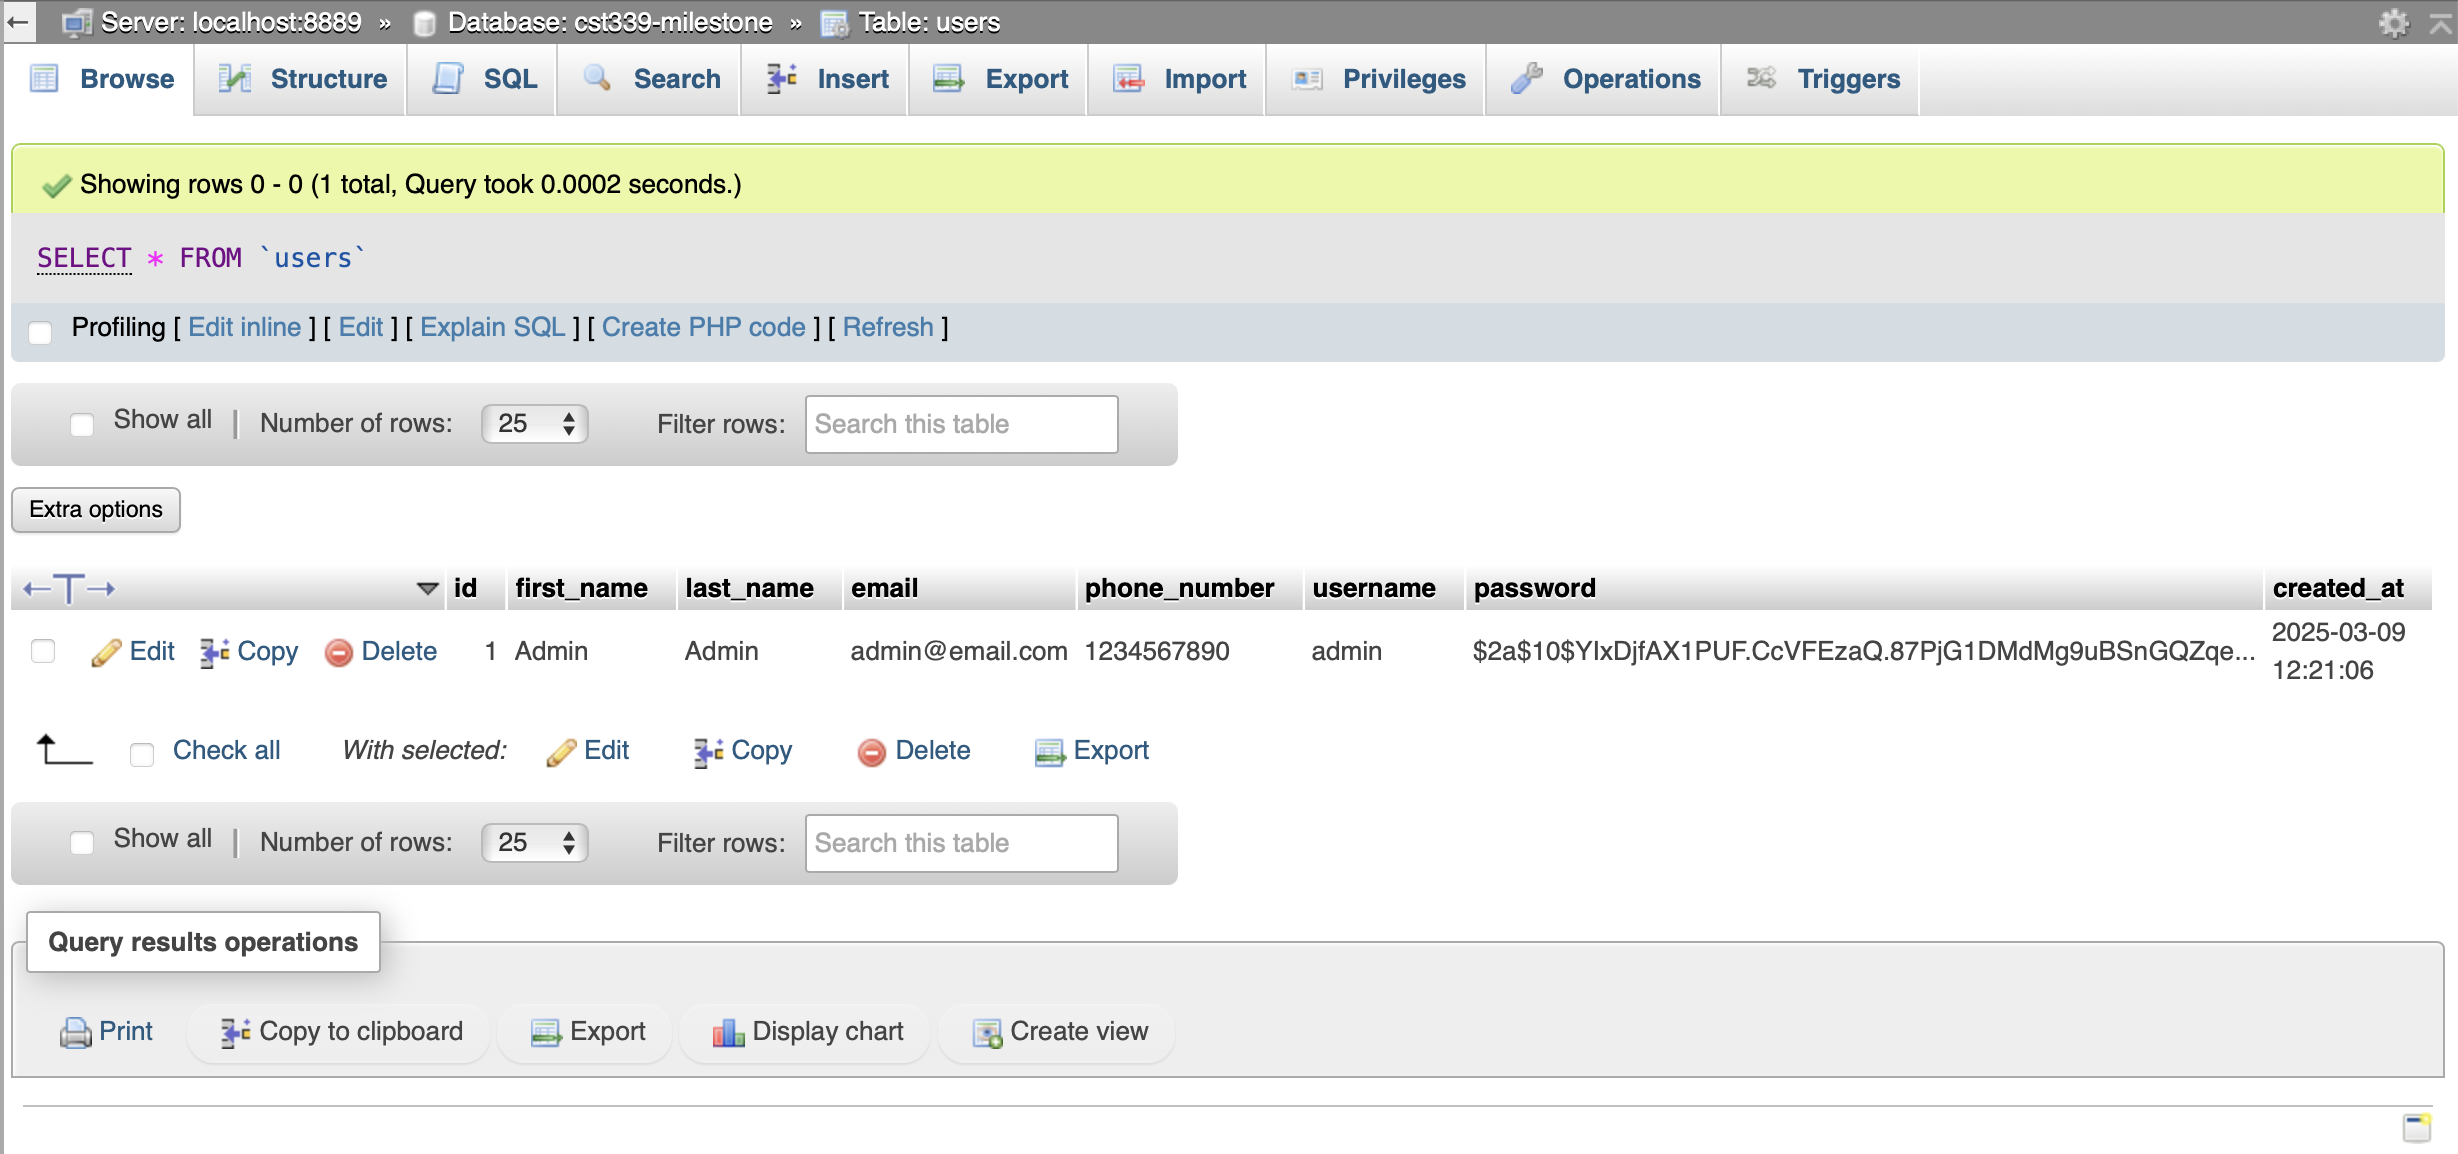 Server: localhost:8889 » Database: cst339-milestone » Table: users
Browse Structure SQL Search Insert Export Import Privileges Operations Triggers
Showing rows 0 - 0 (1 total, Query took 0.0002 seconds.)
SELECT * FROM `users`
Profiling [ Edit inline ] [ Edit ] [ Explain SQL ] [ Create PHP code ] [ Refresh ]
Show all | Number of rows: 25 Filter rows: Search this table
Extra options
←T→ id first_name last_name email phone_number username password created_at
Edit Copy Delete 1 Admin Admin admin@email.com 1234567890 admin $2a$10$YIxDjfAX1PUF.CcVFEzaQ.87PjG1DMdMg9uBSnGQZqe... 2025-03-09
12:21:06
Check all With selected: Edit Copy Delete Export
Show all | Number of rows: 25 Filter rows: Search this table
Query results operations
Print Copy to clipboard Export Display chart Create view